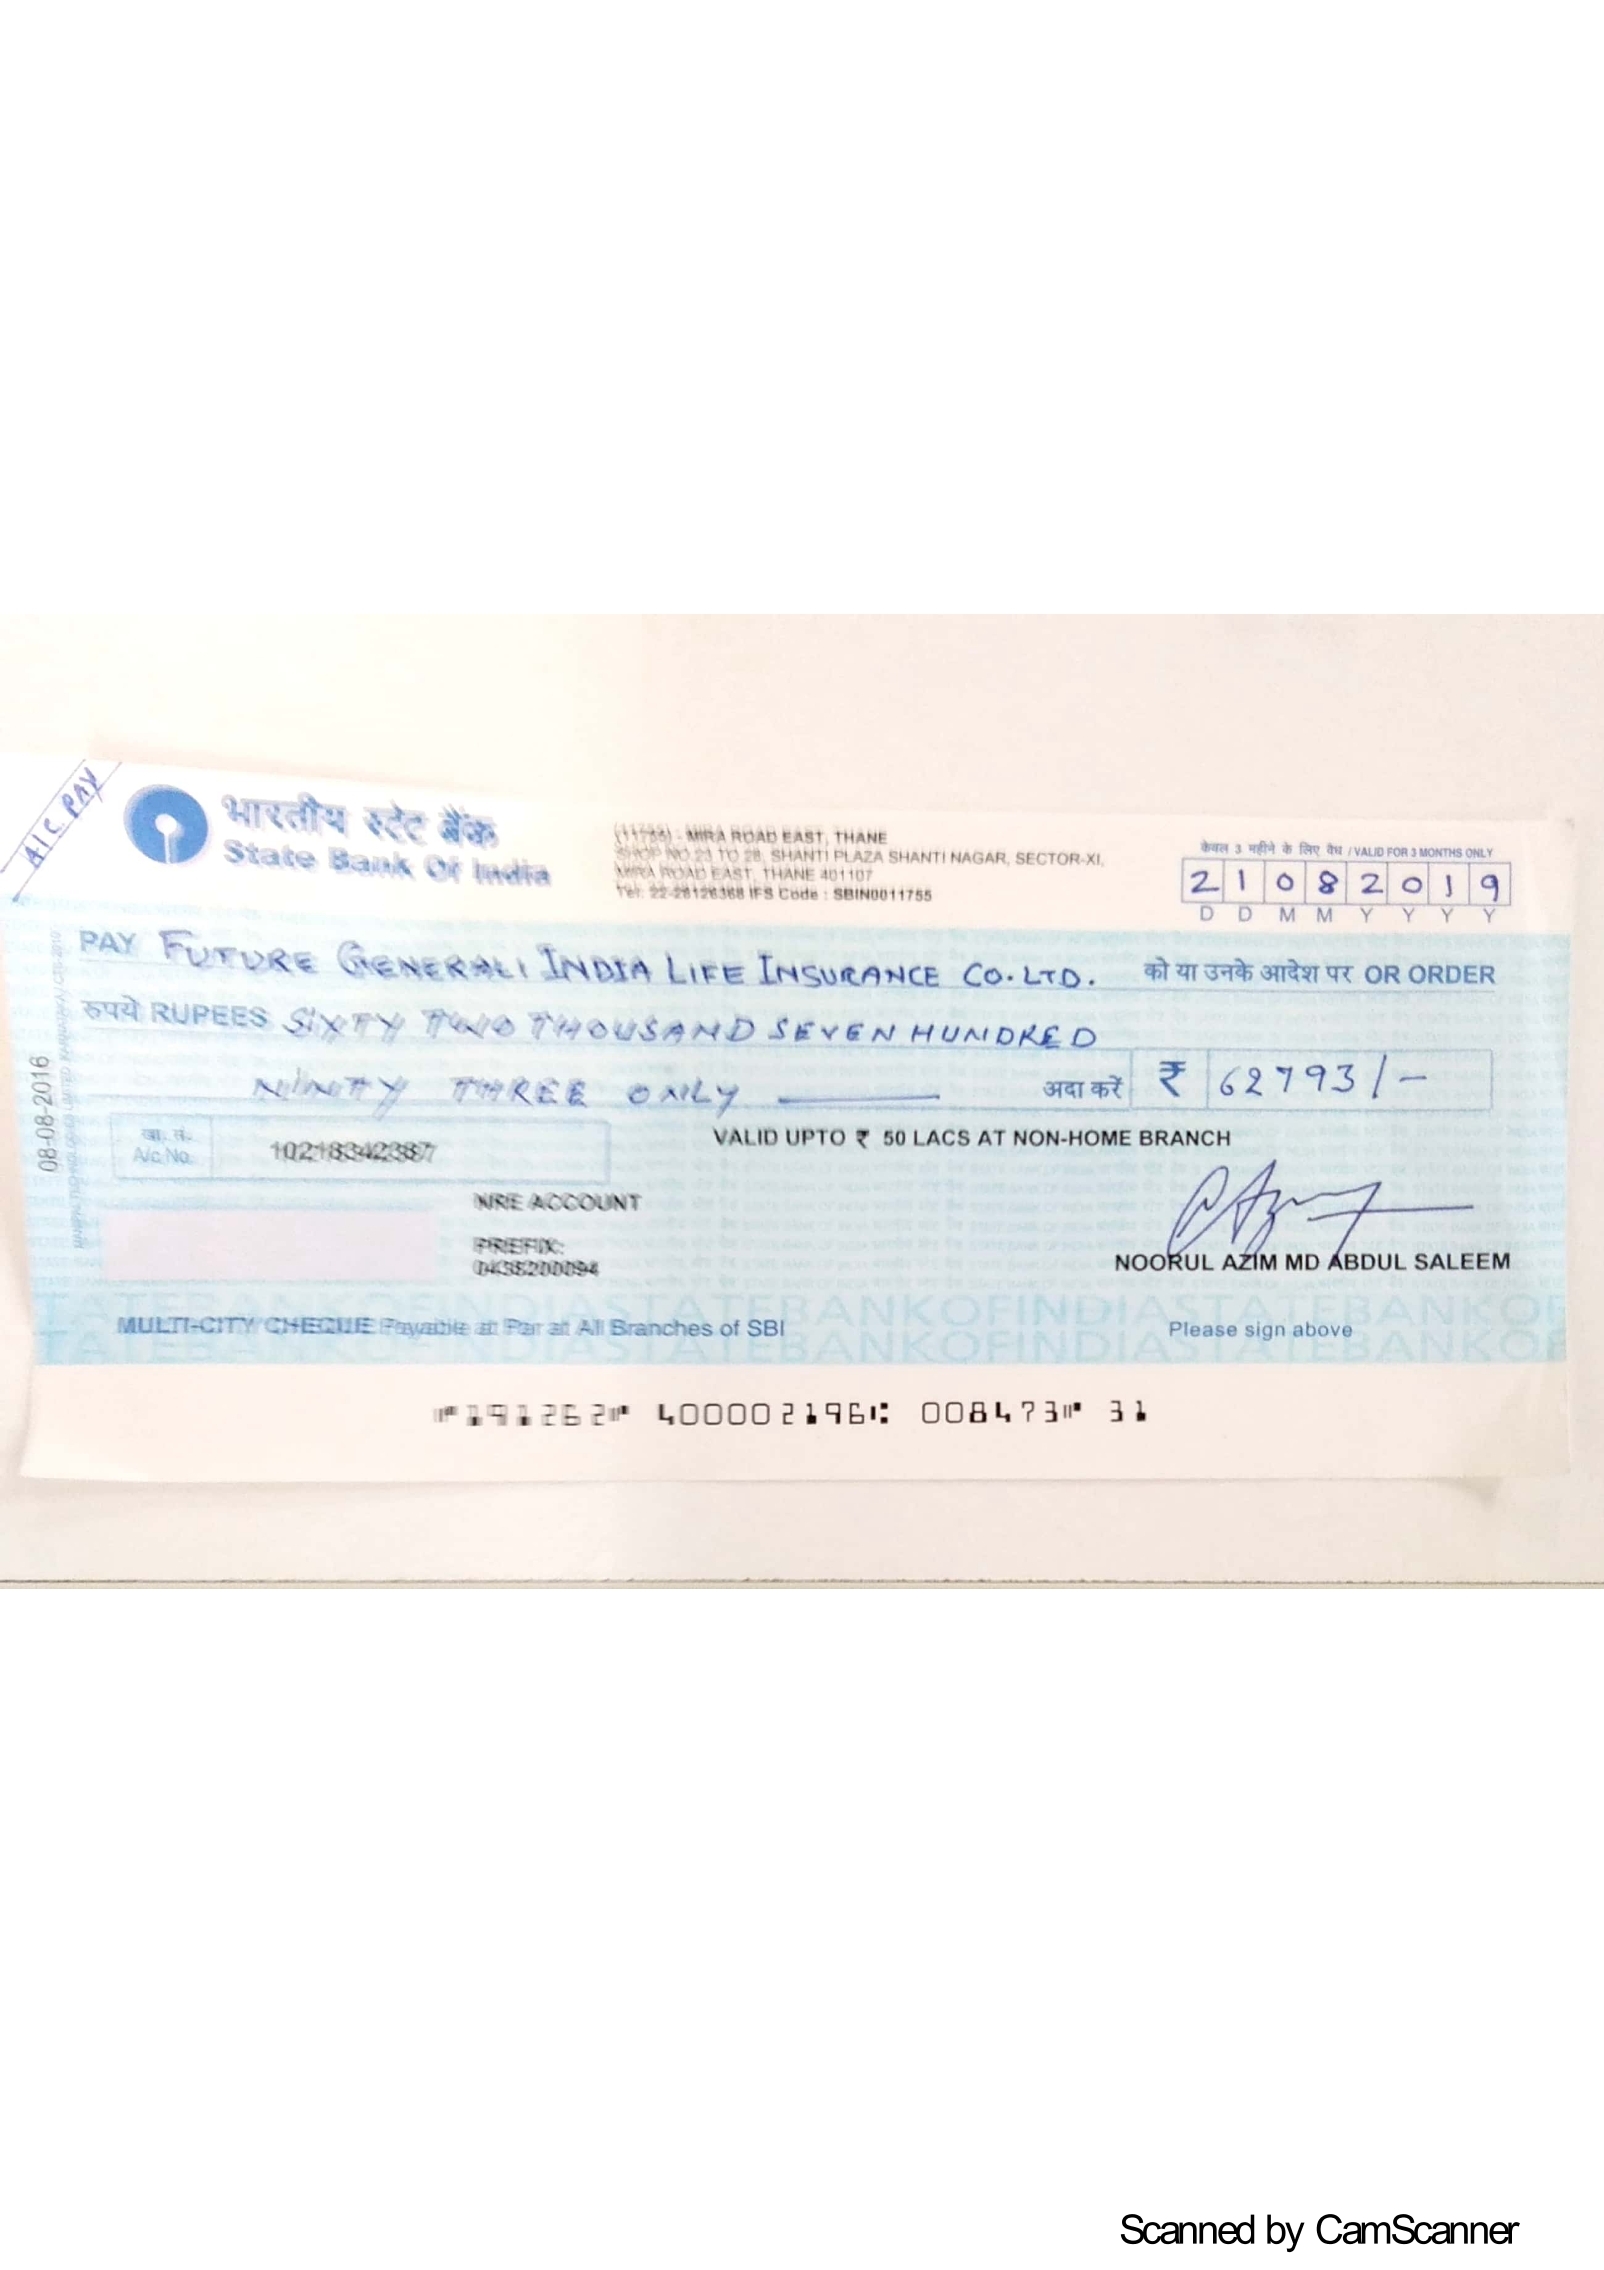 A/C. PAY
भारतीय स्टेट बैंक
State Bank Of India
(11755) - MIRA ROAD EAST, THANE
SHOP NO 23 TO 28, SHANTI PLAZA SHANTI NAGAR, SECTOR-XI,
MIRA ROAD EAST, THANE 401107
Tel: 22-28126368 IFS Code : SBIN0011755
केवल 3 महीने के लिए वैध / VALID FOR 3 MONTHS ONLY
2 1 0 8 2 0 1 9
D D M M Y Y Y Y
PAY FUTURE GENERALI INDIA LIFE INSURANCE CO. LTD. को या उनके आदेश पर OR ORDER
रुपये RUPEES SIXTY TWO THOUSAND SEVEN HUNDRED
NINTY THREE ONLY अदा करें ₹ 62793/-
08-08-2016
खा. सं.
A/c No.
10218342387
VALID UPTO ₹ 50 LACS AT NON-HOME BRANCH
NRE ACCOUNT
PREFIX:
0438200094
NOORUL AZIM MD ABDUL SALEEM
MULTI-CITY CHEQUE Payable at Par at All Branches of SBI
Please sign above
⑈191262⑈ 400002196⑆ 008473⑈ 31
Scanned by CamScanner